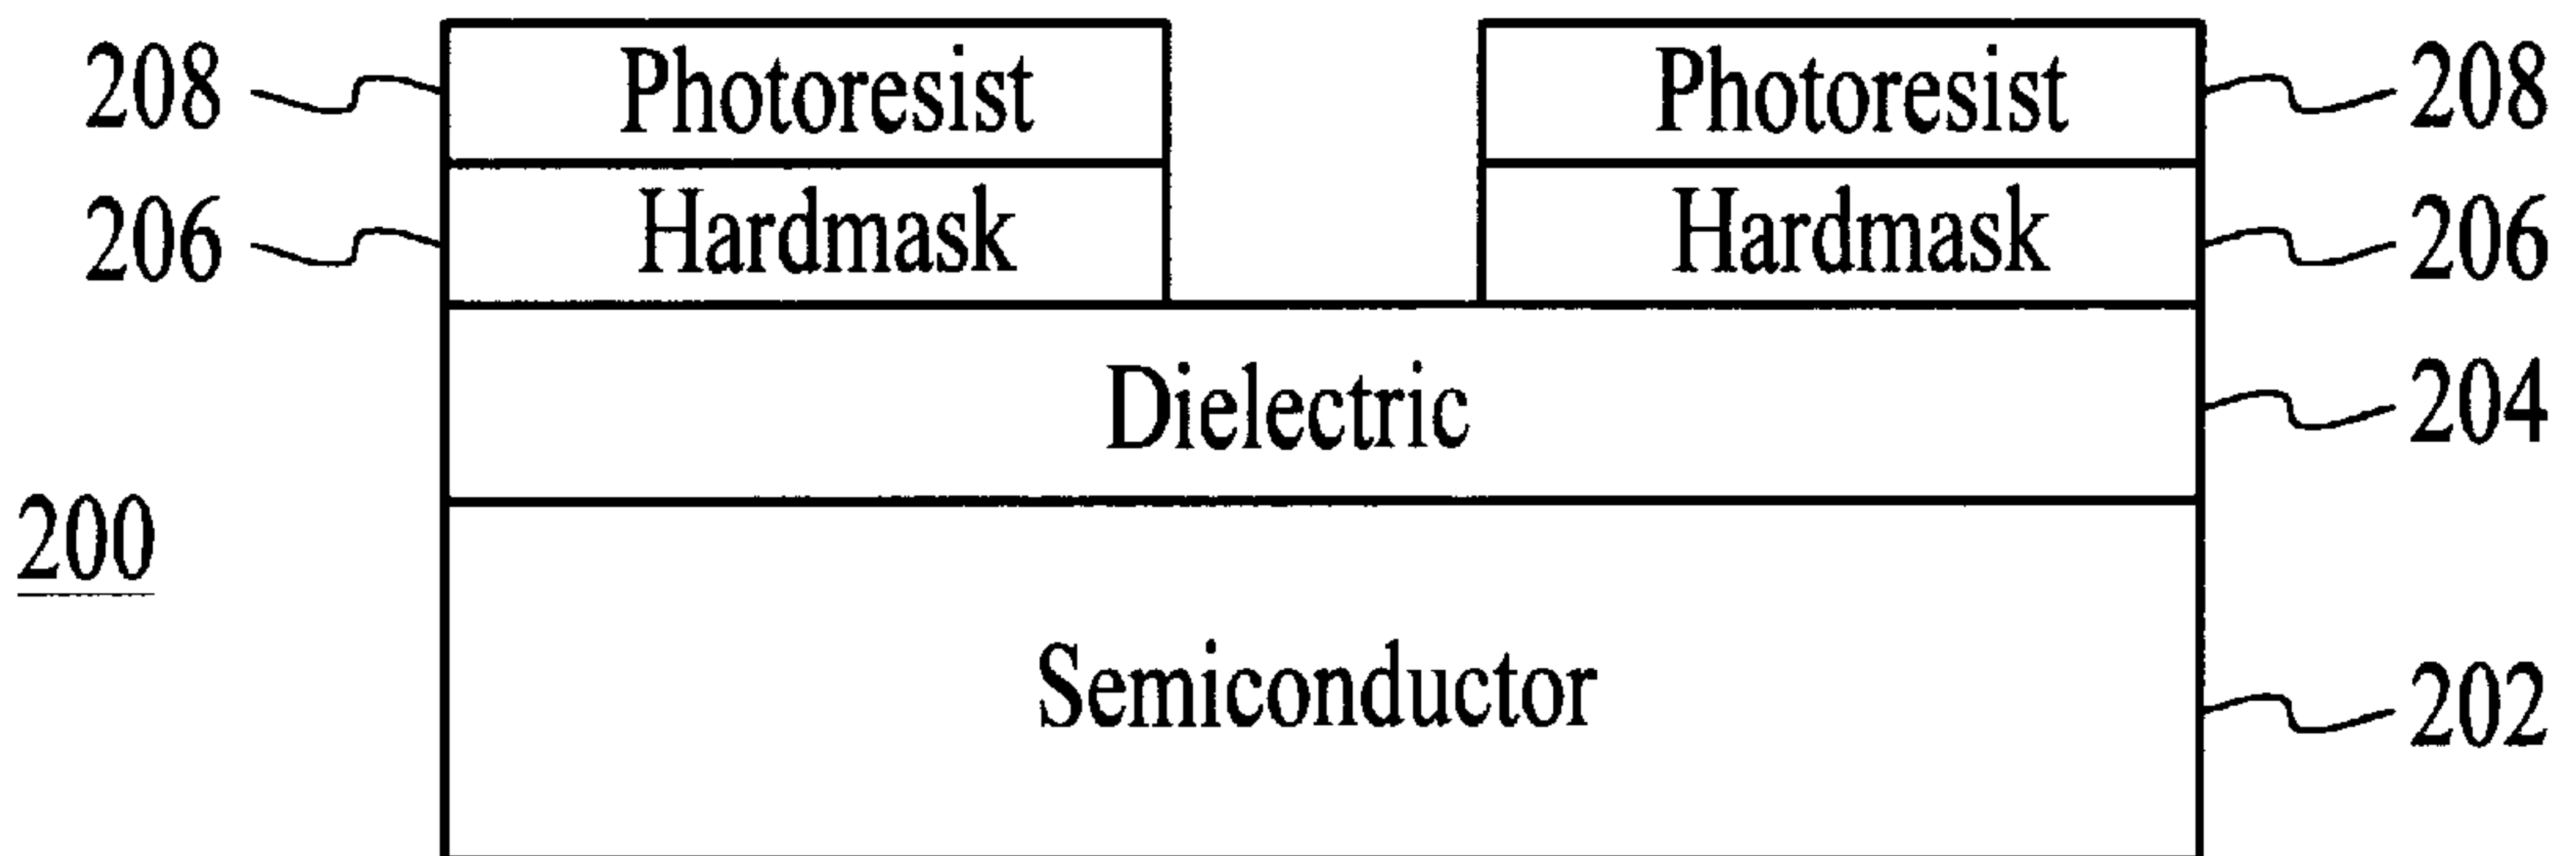 208 Photoresist Photoresist 208
206 Hardmask Hardmask 206
Dielectric 204
200
Semiconductor 202